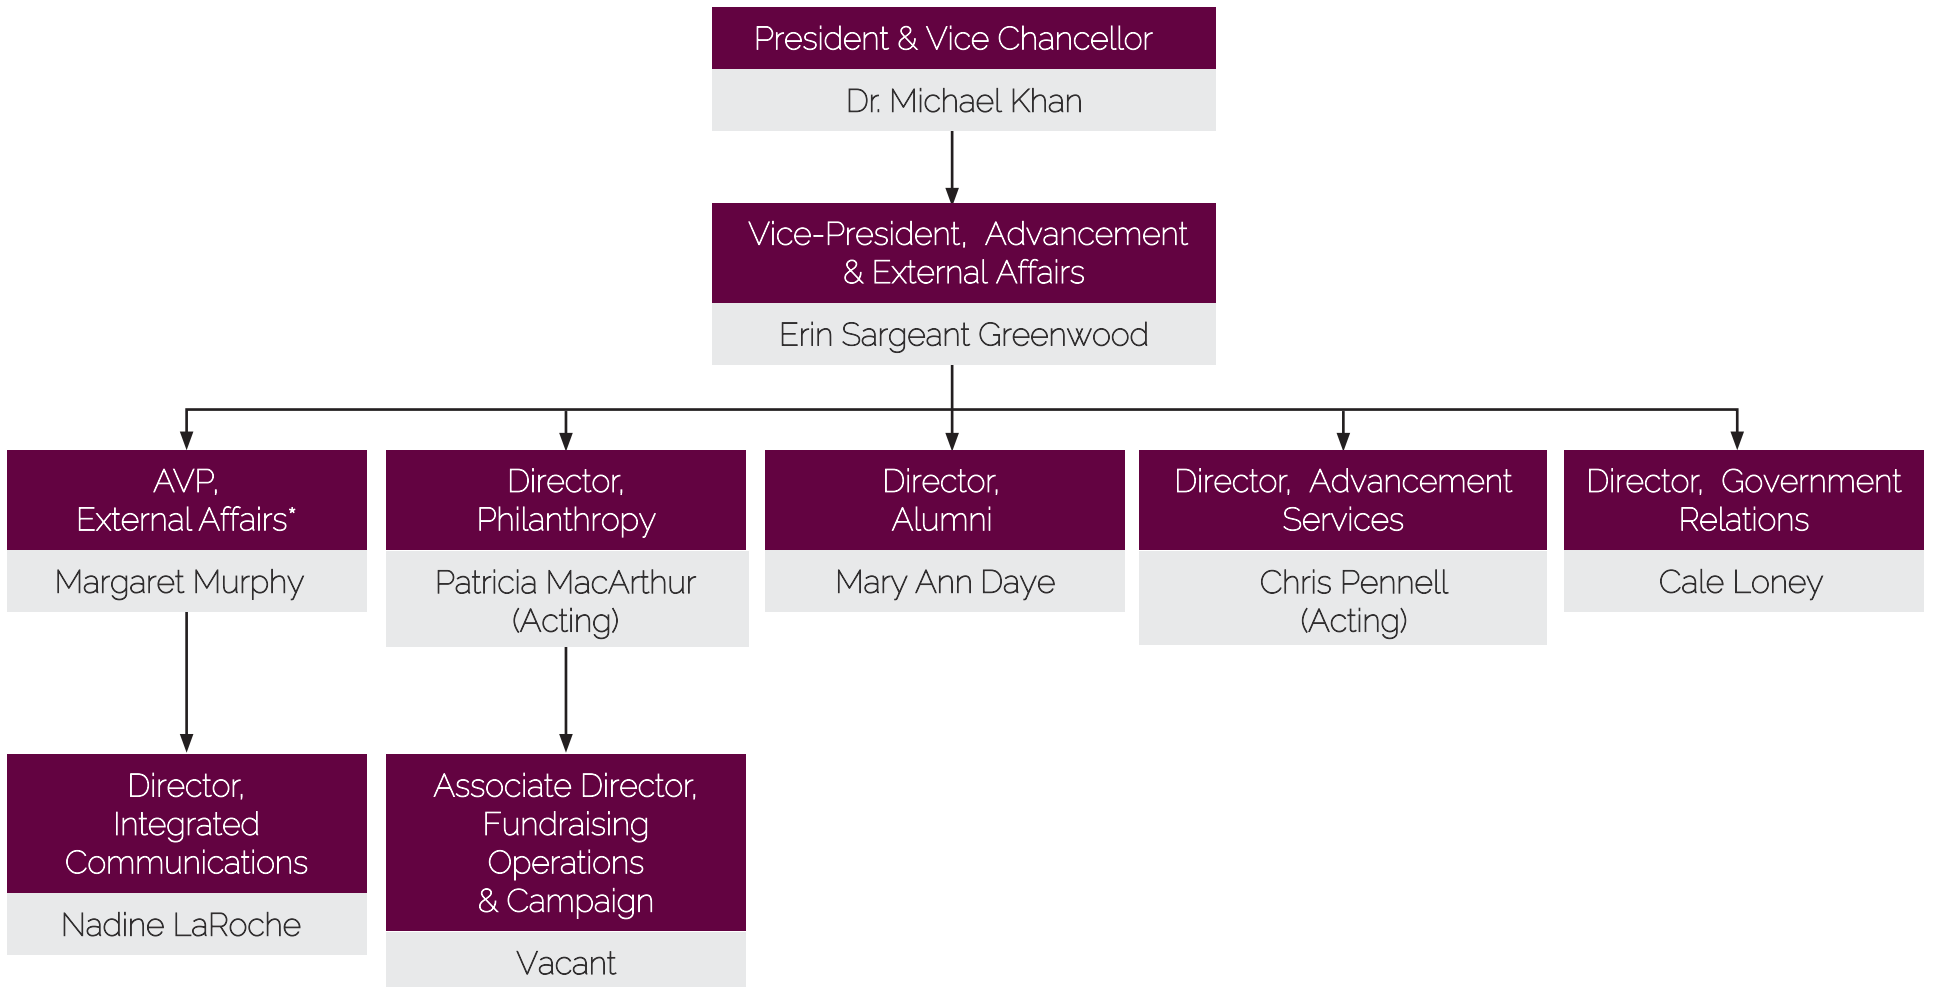 President & Vice Chancellor
Dr. Michael Khan
Vice-President, Advancement
& External Affairs
Erin Sargeant Greenwood
AVP,
External Affairs*
Margaret Murphy
Director,
Philanthropy
Patricia MacArthur
(Acting)
Director,
Alumni
Mary Ann Daye
Director, Advancement
Services
Chris Pennell
(Acting)
Director, Government
Relations
Cale Loney
Director,
Integrated
Communications
Nadine LaRoche
Associate Director,
Fundraising
Operations
& Campaign
Vacant